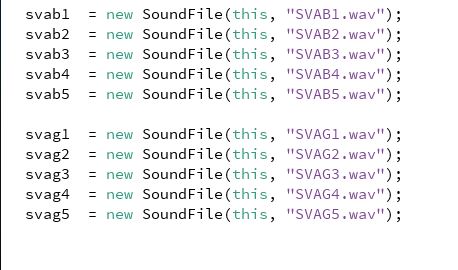 svab1  = new SoundFile(this, "SVAB1.wav");
svab2  = new SoundFile(this, "SVAB2.wav");
svab3  = new SoundFile(this, "SVAB3.wav");
svab4  = new SoundFile(this, "SVAB4.wav");
svab5  = new SoundFile(this, "SVAB5.wav");

svag1  = new SoundFile(this, "SVAG1.wav");
svag2  = new SoundFile(this, "SVAG2.wav");
svag3  = new SoundFile(this, "SVAG3.wav");
svag4  = new SoundFile(this, "SVAG4.wav");
svag5  = new SoundFile(this, "SVAG5.wav");